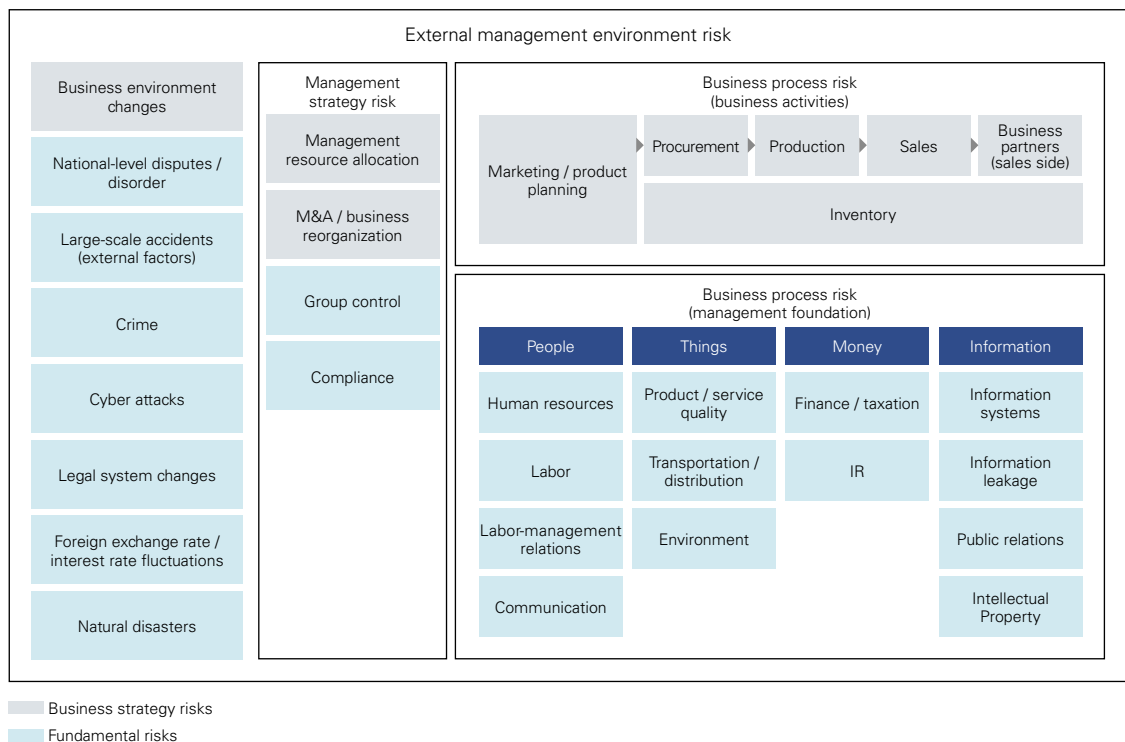 External management environment risk
Business environment
changes
National-level disputes /
disorder
Large-scale accidents
(external factors)
Crime
Cyber attacks
Legal system changes
Foreign exchange rate /
interest rate fluctuations
Natural disasters
Management
strategy risk
Management
resource allocation
M&A / business
reorganization
Group control
Compliance
Business process risk
(business activities)
Marketing / product
planning
Procurement
Production
Sales
Business
partners
(sales side)
Inventory
Business process risk
(management foundation)
People
Human resources
Labor
Labor-management
relations
Communication
Things
Product / service
quality
Transportation /
distribution
Environment
Money
Finance / taxation
IR
Information
Information
systems
Information
leakage
Public relations
Intellectual
Property
Business strategy risks
Fundamental risks